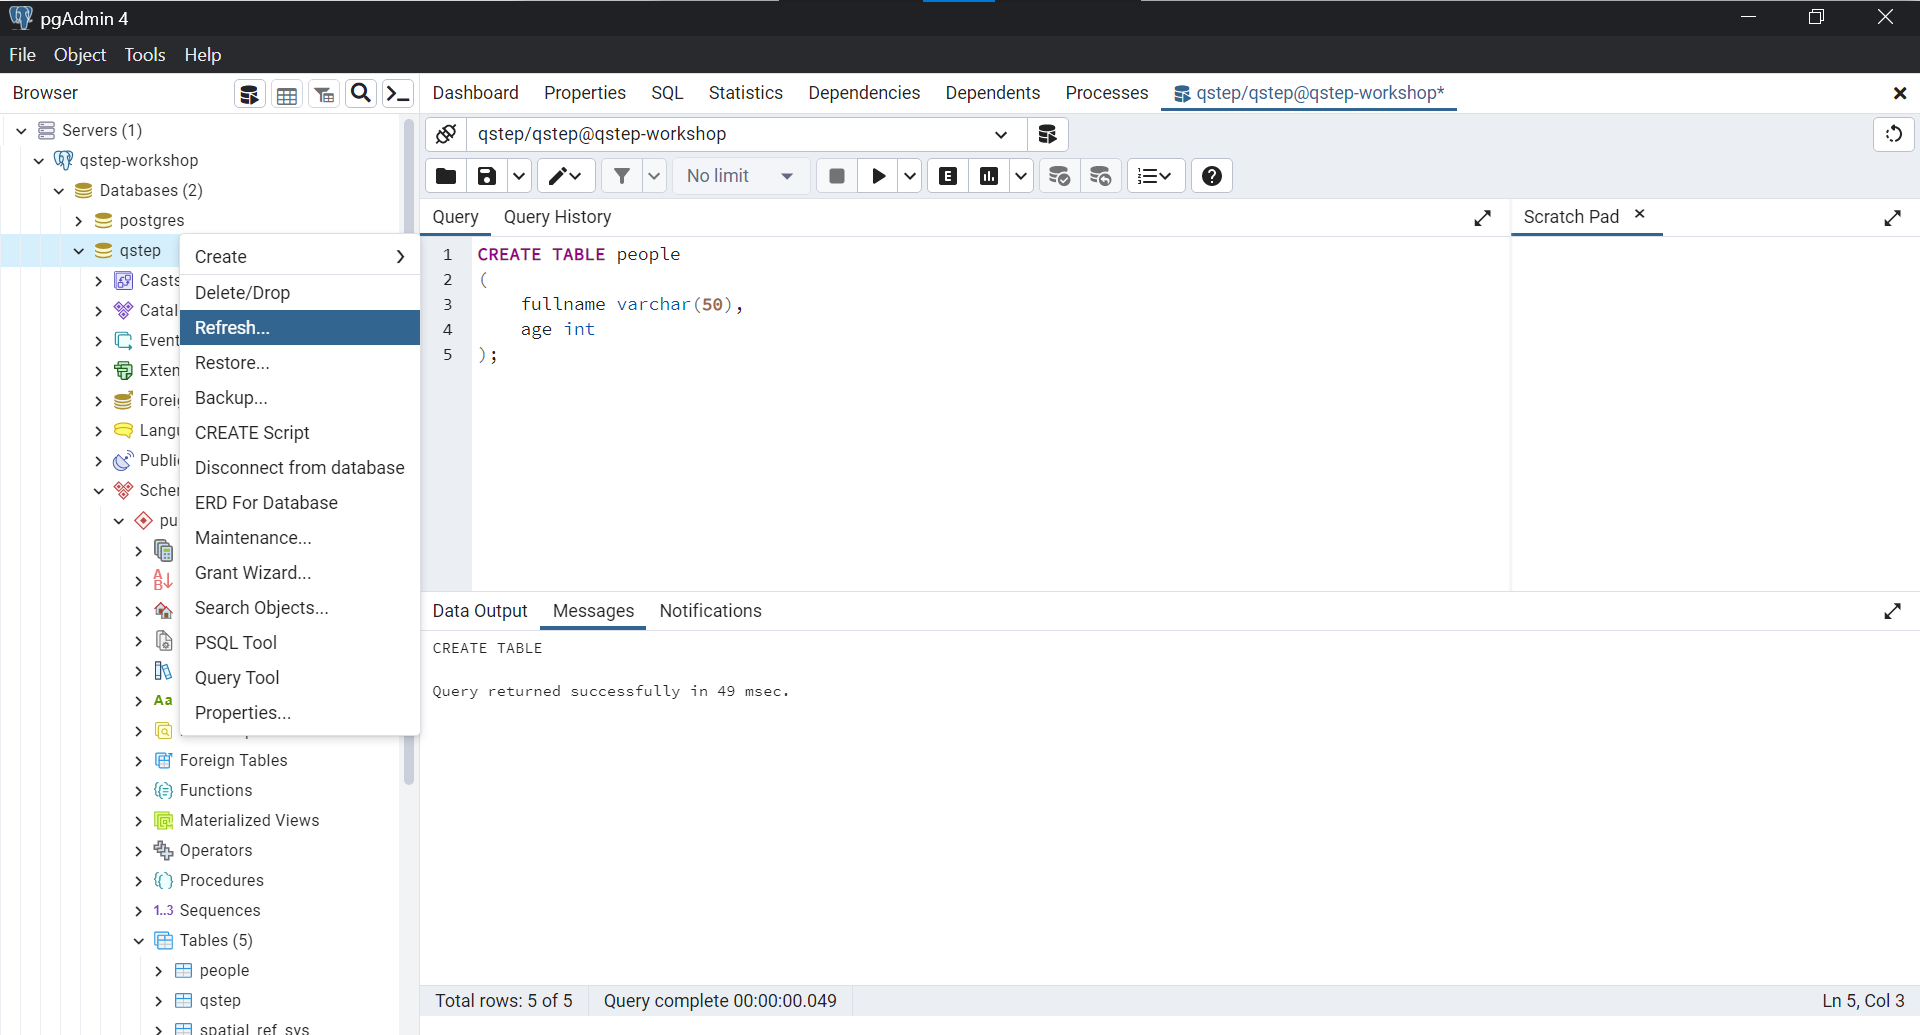 pgAdmin 4
File Object Tools Help
Browser
Dashboard Properties SQL Statistics Dependencies Dependents Processes qstep/qstep@qstep-workshop*
Servers (1)
qstep-workshop
Databases (2)
postgres
qstep
Casts
Catal
Event
Exten
Forei
Langu
Publi
Scher
pu
Aa
Foreign Tables
Functions
Materialized Views
Operators
Procedures
1..3 Sequences
Tables (5)
people
qstep
spatial_ref_sys
Create
Delete/Drop
Refresh...
Restore...
Backup...
CREATE Script
Disconnect from database
ERD For Database
Maintenance...
Grant Wizard...
Search Objects...
PSQL Tool
Query Tool
Properties...
qstep/qstep@qstep-workshop
No limit
E
Query Query History
Scratch Pad
1 CREATE TABLE people
2 (
3 fullname varchar(50),
4 age int
5 );
Data Output Messages Notifications
CREATE TABLE
Query returned successfully in 49 msec.
Total rows: 5 of 5 Query complete 00:00:00.049 Ln 5, Col 3